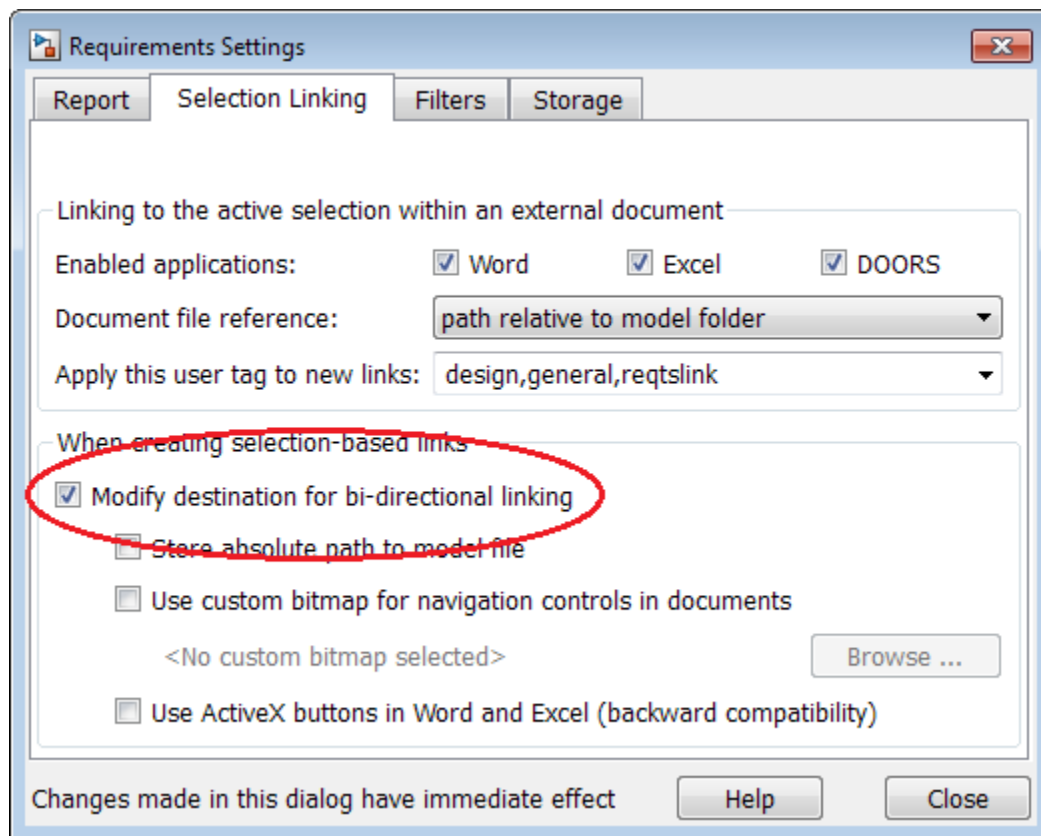 Requirements Settings
Report Selection Linking Filters Storage
Linking to the active selection within an external document
Enabled applications: Word Excel DOORS
Document file reference: path relative to model folder
Apply this user tag to new links: design,general,reqtslink
When creating selection-based links
Modify destination for bi-directional linking
Store absolute path to model file
Use custom bitmap for navigation controls in documents
<No custom bitmap selected> Browse ...
Use ActiveX buttons in Word and Excel (backward compatibility)
Changes made in this dialog have immediate effect Help Close